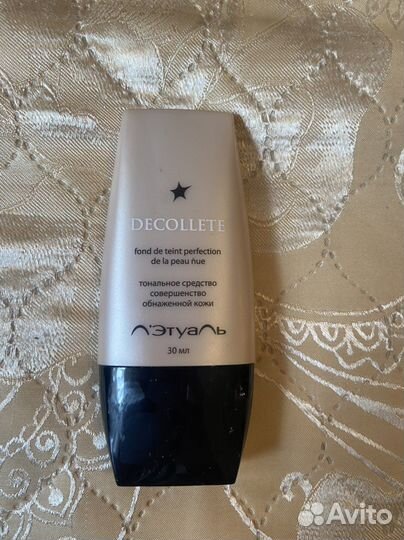 DECOLLETE
fond de teint perfection
de la peau nue
тональное средство
совершенство
обнаженной кожи
Л'ЭтуаЛЬ
30 мл
Avito